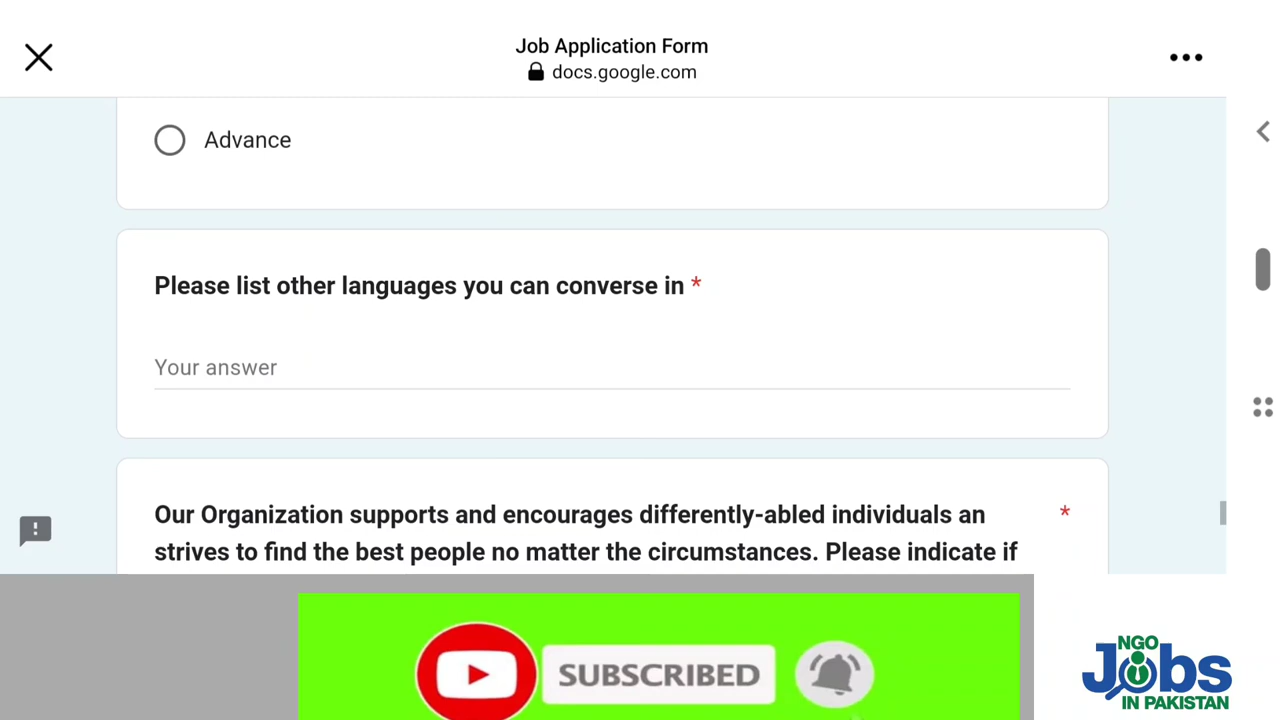 Job Application Form
docs.google.com
Advance
Please list other languages you can converse in *
Your answer
Our Organization supports and encourages differently-abled individuals an *
strives to find the best people no matter the circumstances. Please indicate if
SUBSCRIBED
NGO
Jobs
IN PAKISTAN